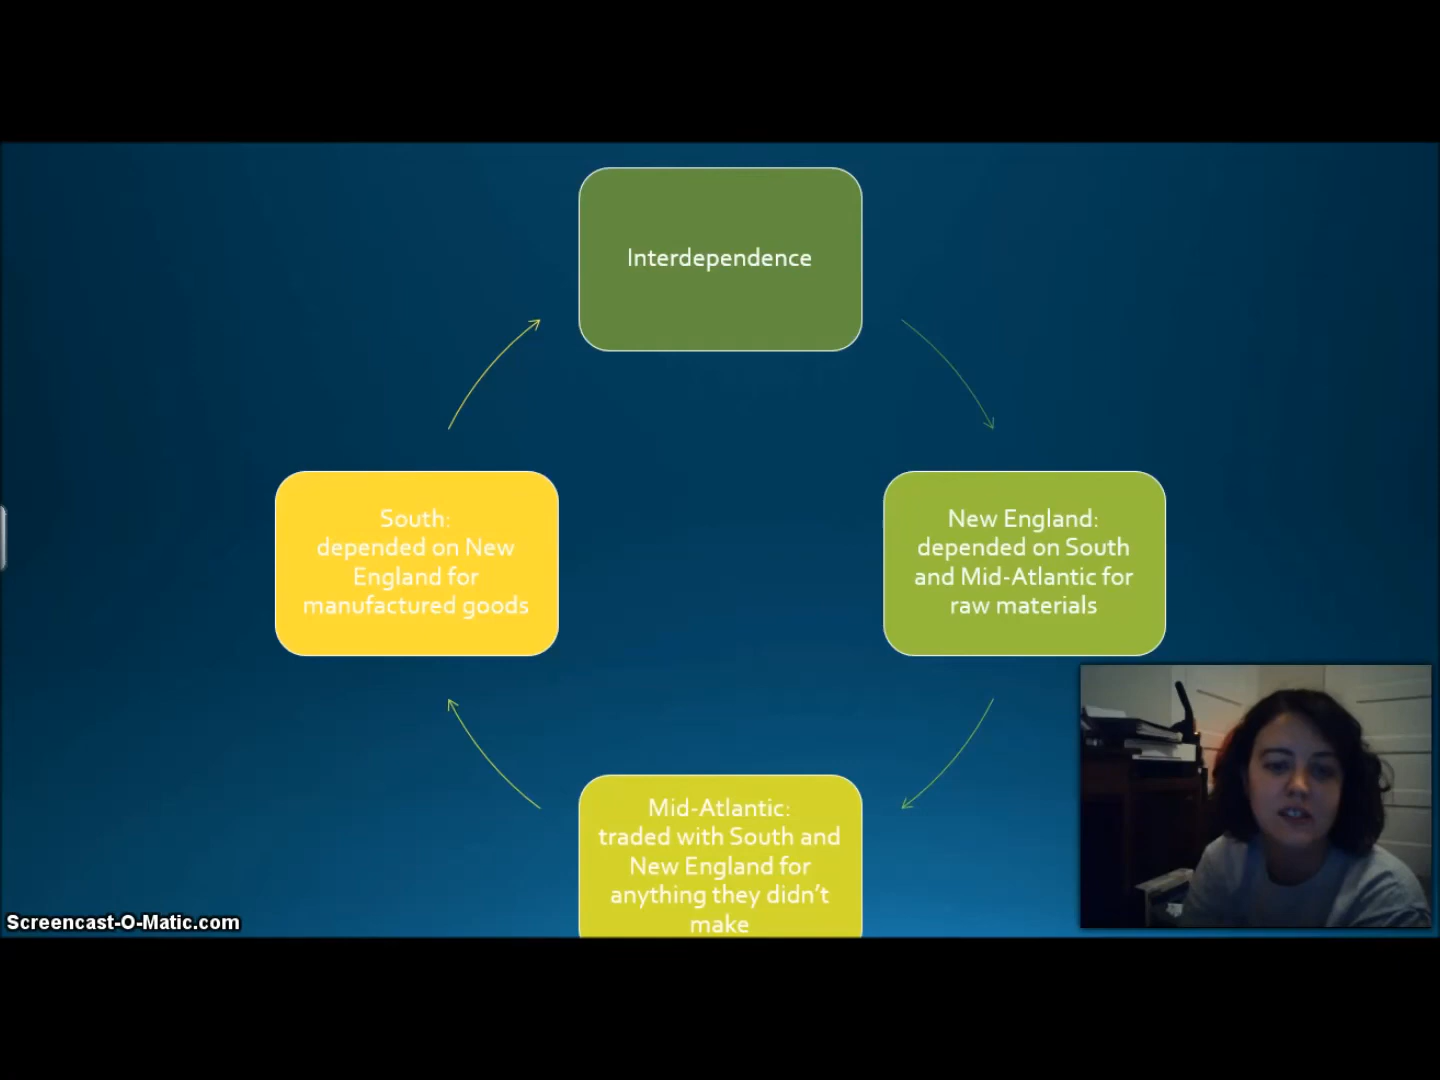 Interdependence
South:
depended on New
England for
manufactured goods
New England:
depended on South
and Mid-Atlantic for
raw materials
Mid-Atlantic:
traded with South and
New England for
anything they didn’t
make
Screencast-O-Matic.com